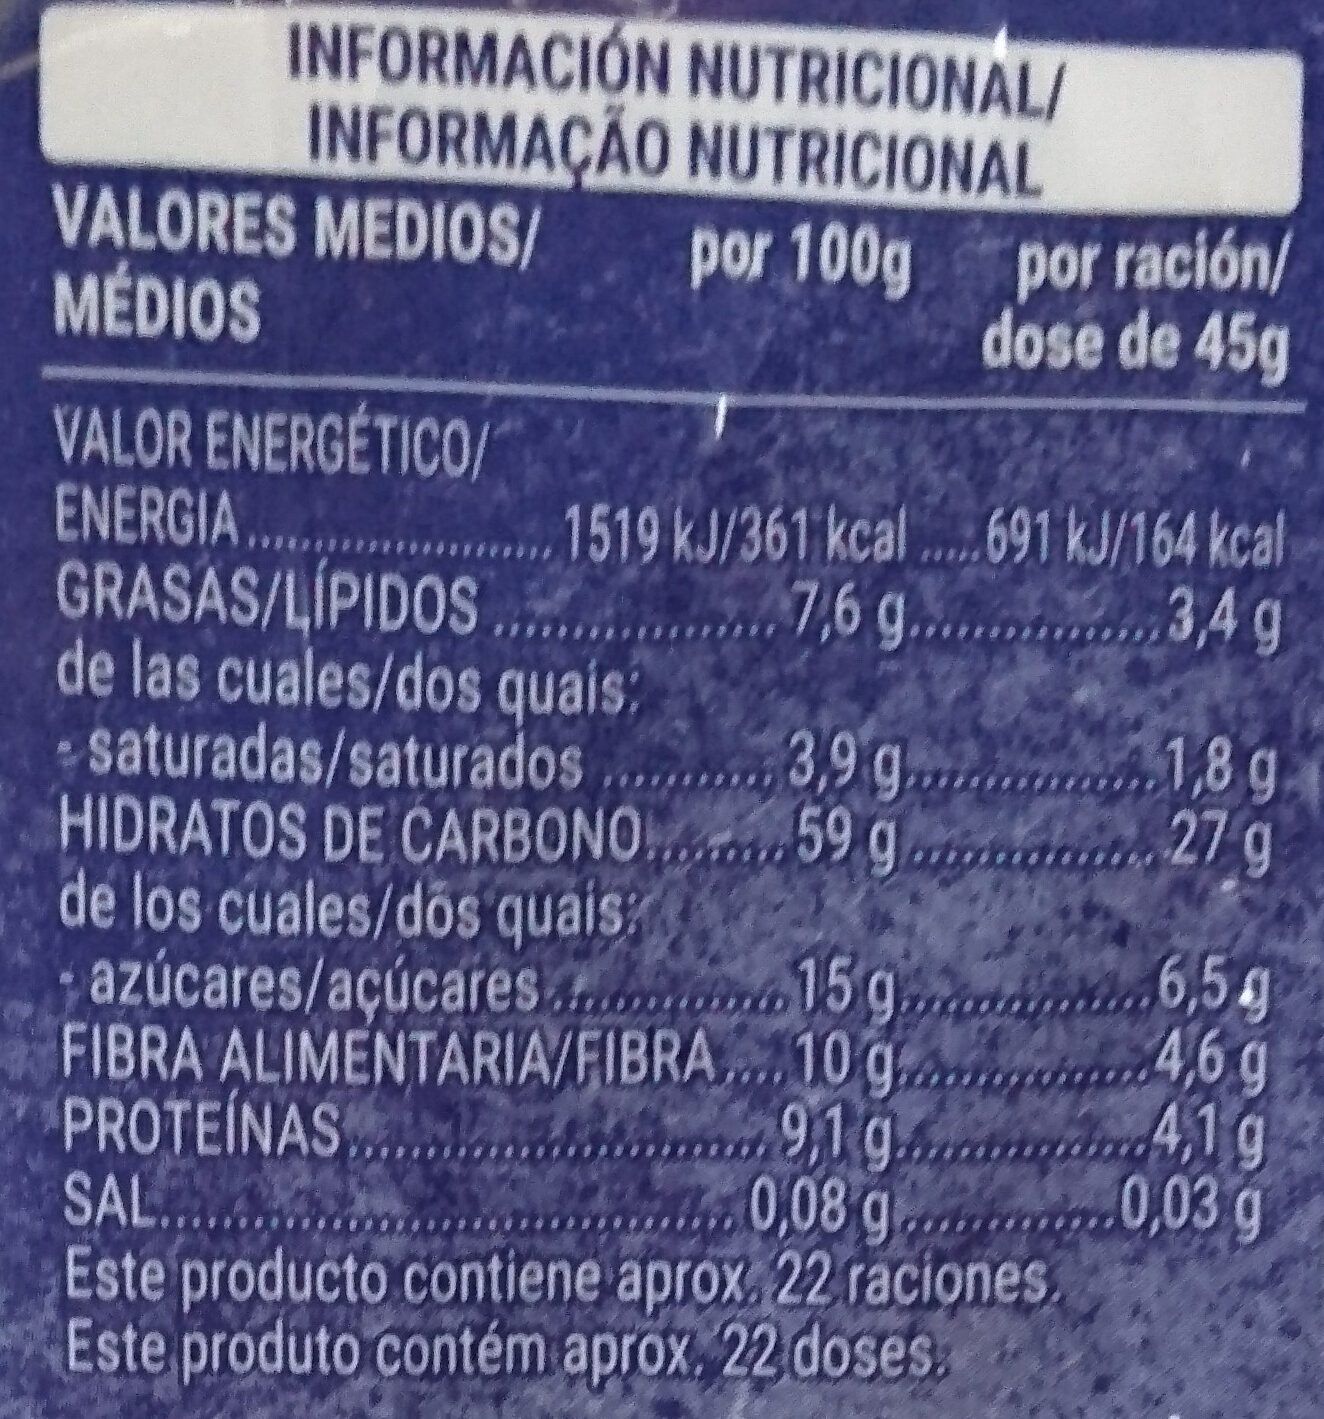 INFORMACIÓN NUTRICIONAL/
INFORMAÇÃO NUTRICIONAL
VALORES MEDIOS/ por 100g por ración/
MÉDIOS dose de 45g
VALOR ENERGÉTICO/
ENERGIA..................... 1519 kJ/361 kcal ..... 691 kJ/164 kcal
GRASAS/LÍPIDOS .................... 7,6 g.................. 3,4 g
de las cuales/dos quais:
- saturadas/saturados ............ 3,9 g................. 1,8 g
HIDRATOS DE CARBONO.......... 59 g ................. 27 g
de los cuales/dos quais:
- azúcares/açúcares ................ 15 g.................. 6,5 g
FIBRA ALIMENTARIA/FIBRA..... 10 g.................. 4,6 g
PROTEÍNAS.............................. 9,1 g.................. 4,1 g
SAL........................................ 0,08 g............... 0,03 g
Este producto contiene aprox. 22 raciones.
Este produto contém aprox. 22 doses.